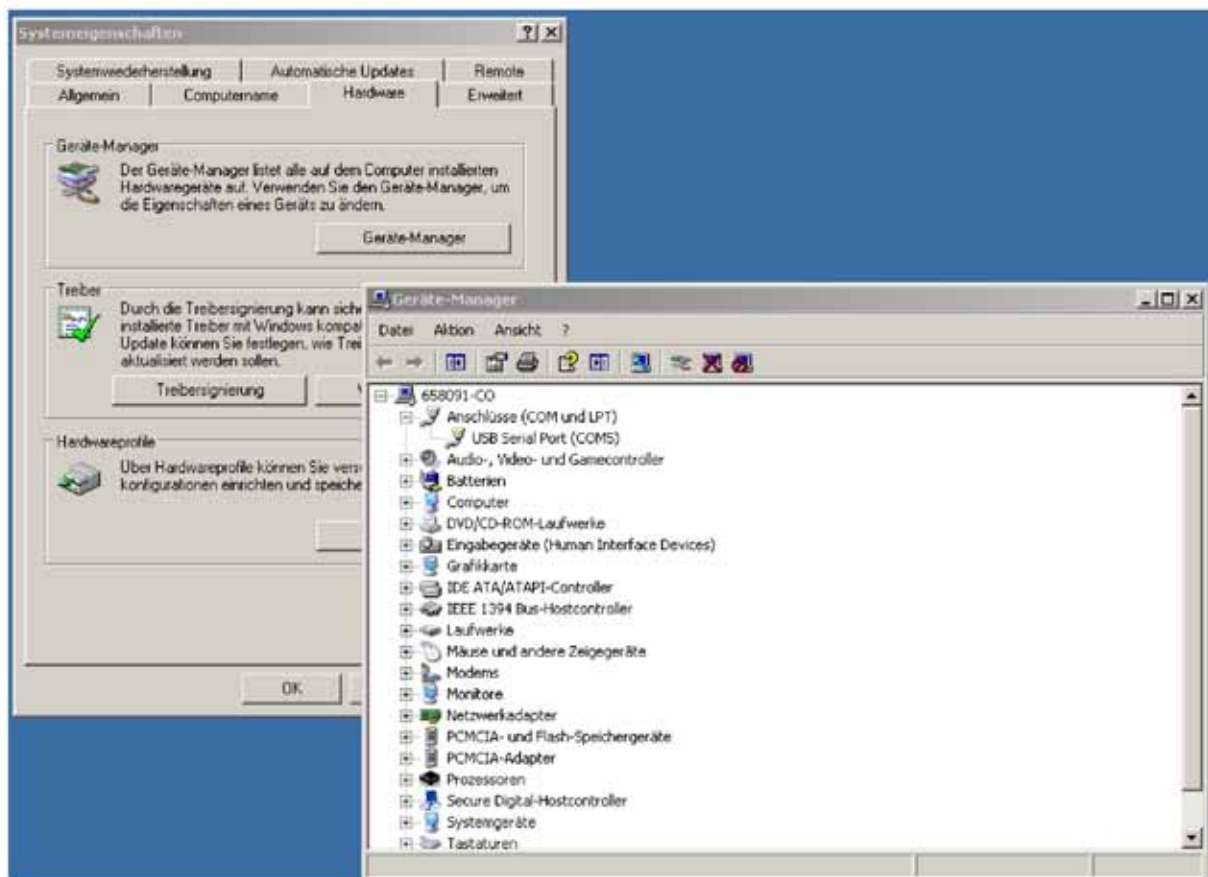 Systemeigenschaften
Systemwiederherstellung Automatische Updates Remote
Allgemein Computername Hardware Erweitert
Geräte-Manager
Der Geräte-Manager listet alle auf dem Computer installierten
Hardwaregeräte auf. Verwenden Sie den Geräte-Manager, um
die Eigenschaften eines Geräts zu ändern.
Geräte-Manager
Treiber
Durch die Treibersignierung kann siche
installierte Treiber mit Windows kompat
Update können Sie festlegen, wie Trei
aktualisiert werden sollen.
Treibersignierung
Hardwareprofile
Über Hardwareprofile können Sie vers
konfigurationen einrichten und speiche
OK
Geräte-Manager
Datei Aktion Ansicht ?
658091-CO
Anschlüsse (COM und LPT)
USB Serial Port (COM5)
Audio-, Video- und Gamecontroller
Batterien
Computer
DVD/CD-ROM-Laufwerke
Eingabegeräte (Human Interface Devices)
Grafikkarte
IDE ATA/ATAPI-Controller
IEEE 1394 Bus-Hostcontroller
Laufwerke
Mäuse und andere Zeigegeräte
Modems
Monitore
Netzwerkadapter
PCMCIA- und Flash-Speichergeräte
PCMCIA-Adapter
Prozessoren
Secure Digital-Hostcontroller
Systemgeräte
Tastaturen